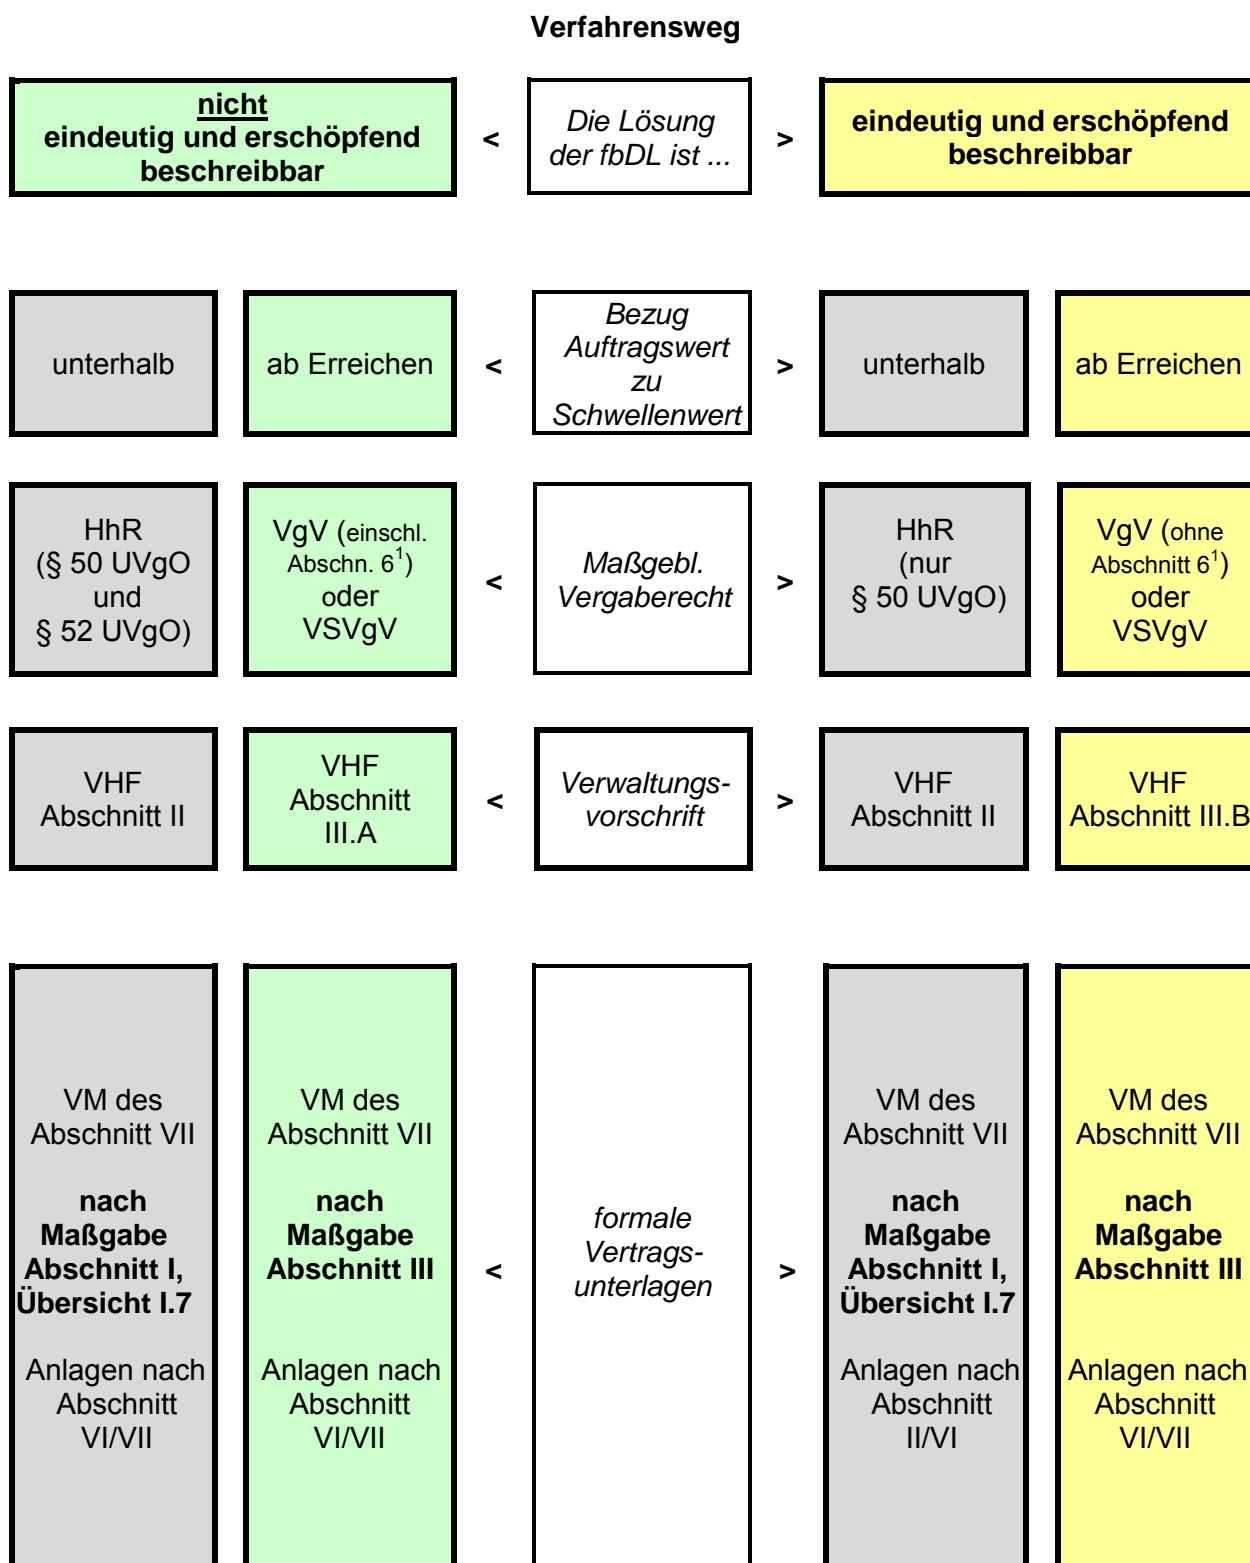 Verfahrensweg
nicht
eindeutig und erschöpfend
beschreibbar
<
Die Lösung
der fbDL ist ...
>
eindeutig und erschöpfend
beschreibbar
unterhalb
ab Erreichen
<
Bezug
Auftragswert
zu
Schwellenwert
>
unterhalb
ab Erreichen
HhR
(§ 50 UVgO
und
§ 52 UVgO)
VgV (einschl.
Abschn. 6¹)
oder
VSVgV
<
Maßgebl.
Vergaberecht
>
HhR
(nur
§ 50 UVgO)
VgV (ohne
Abschnitt 6¹)
oder
VSVgV
VHF
Abschnitt II
VHF
Abschnitt
III.A
<
Verwaltungs-
vorschrift
>
VHF
Abschnitt II
VHF
Abschnitt III.B
VM des
Abschnitt VII
nach
Maßgabe
Abschnitt I,
Übersicht I.7
Anlagen nach
Abschnitt
VI/VII
VM des
Abschnitt VII
nach
Maßgabe
Abschnitt III
Anlagen nach
Abschnitt
VI/VII
<
formale
Vertrags-
unterlagen
>
VM des
Abschnitt VII
nach
Maßgabe
Abschnitt I,
Übersicht I.7
Anlagen nach
Abschnitt
II/VI
VM des
Abschnitt VII
nach
Maßgabe
Abschnitt III
Anlagen nach
Abschnitt
VI/VII